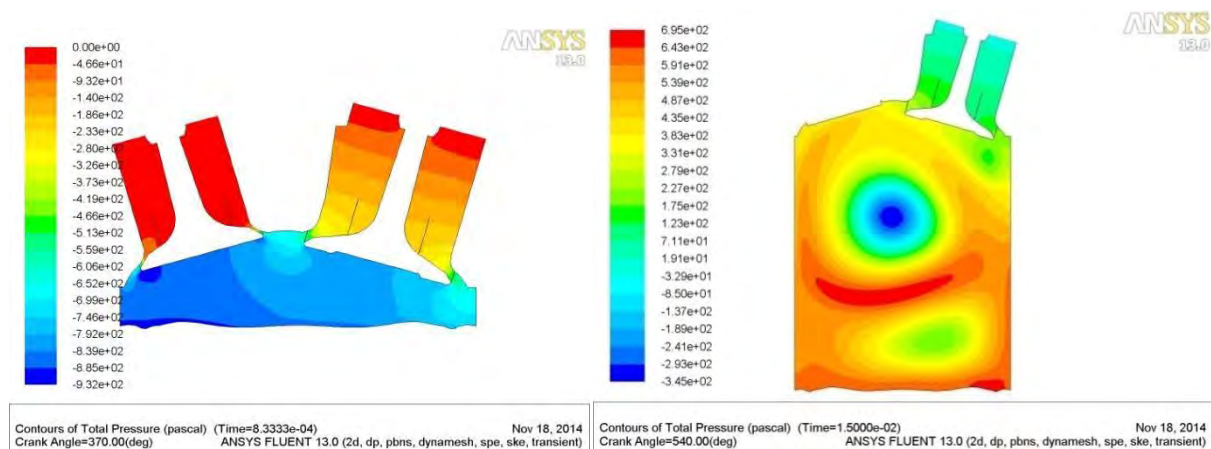 ANSYS
13.0
0.00e+00
-4.66e+01
-9.32e+01
-1.40e+02
-1.86e+02
-2.33e+02
-2.80e+02
-3.26e+02
-3.73e+02
-4.19e+02
-4.66e+02
-5.13e+02
-5.59e+02
-6.06e+02
-6.52e+02
-6.99e+02
-7.46e+02
-7.92e+02
-8.39e+02
-8.85e+02
-9.32e+02
Contours of Total Pressure (pascal) (Time=8.3333e-04) Nov 18, 2014
Crank Angle=370.00(deg) ANSYS FLUENT 13.0 (2d, dp, pbns, dynamesh, spe, ske, transient)
ANSYS
13.0
6.95e+02
6.43e+02
5.91e+02
5.39e+02
4.87e+02
4.35e+02
3.83e+02
3.31e+02
2.79e+02
2.27e+02
1.75e+02
1.23e+02
7.11e+01
1.91e+01
-3.29e+01
-8.50e+01
-1.37e+02
-1.89e+02
-2.41e+02
-2.93e+02
-3.45e+02
Contours of Total Pressure (pascal) (Time=1.5000e-02) Nov 18, 2014
Crank Angle=540.00(deg) ANSYS FLUENT 13.0 (2d, dp, pbns, dynamesh, spe, ske, transient)